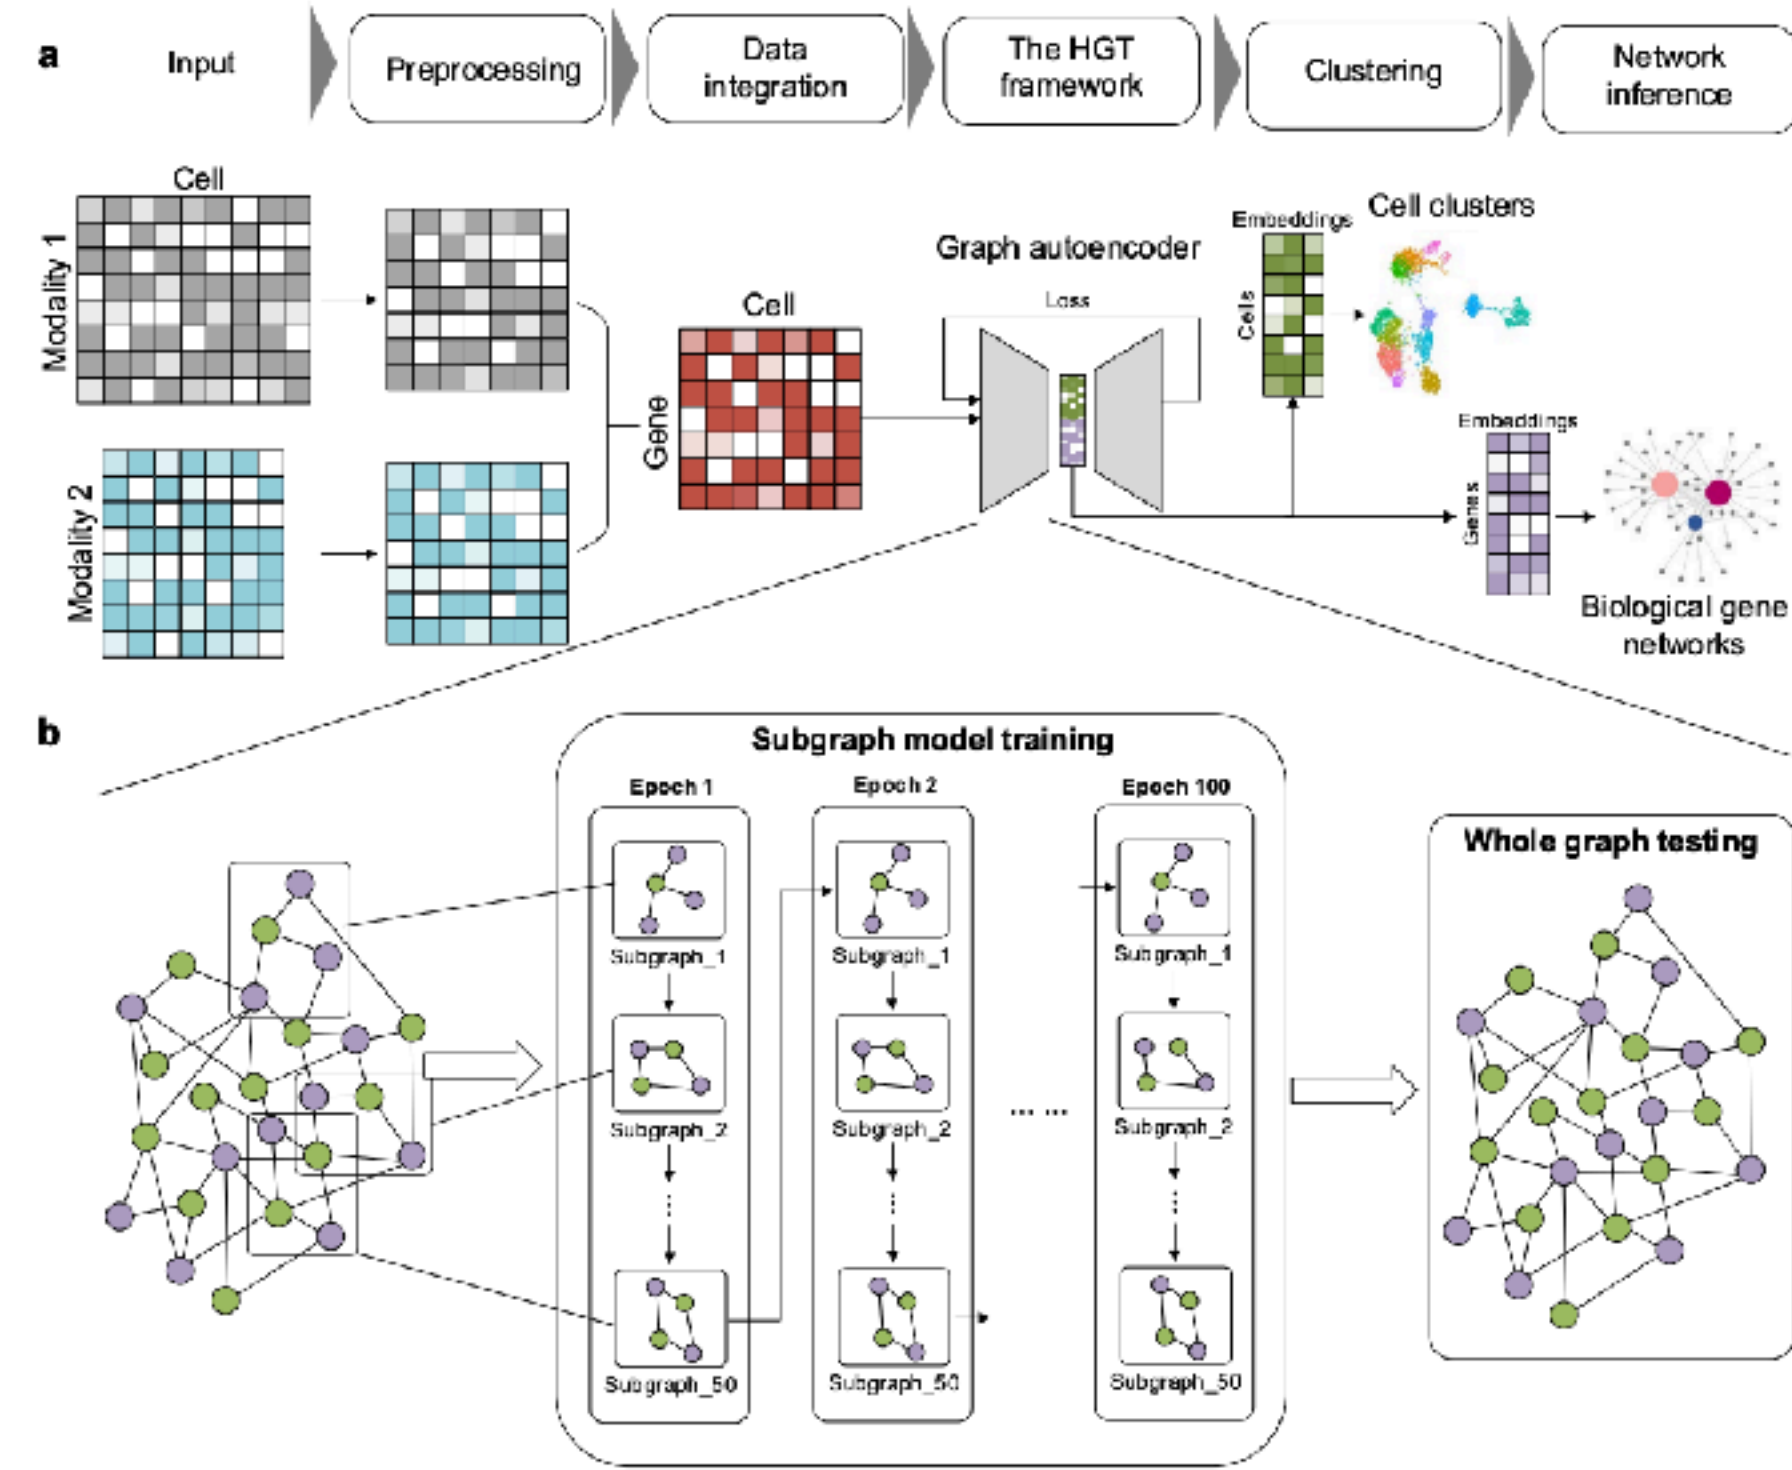 a
Input
Preprocessing
Data
integration
The HGT
framework
Clustering
Network
inference
Cell
Modality 1
Modality 2
Cell
Gene
Graph autoencoder
Loss
Embeddings
Cells
Cell clusters
Embeddings
Genes
Biological gene
networks
b
Subgraph model training
Epoch 1
Epoch 2
Epoch 100
Subgraph_1
Subgraph_1
Subgraph_1
Subgraph_2
Subgraph_2
Subgraph_2
... ...
Subgraph_50
Subgraph_50
Subgraph_50
Whole graph testing